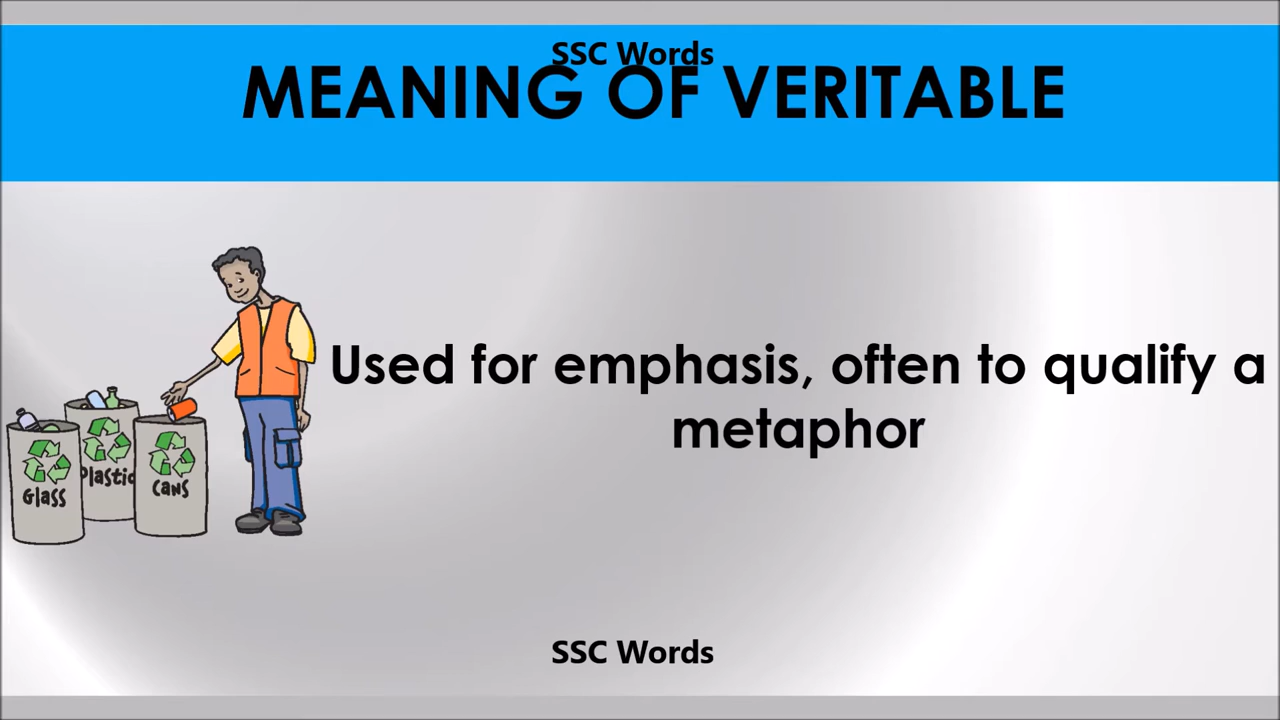 SSC Words
MEANING OF VERITABLE
Used for emphasis, often to qualify a
metaphor
Glass
Plastic
Cans
SSC Words